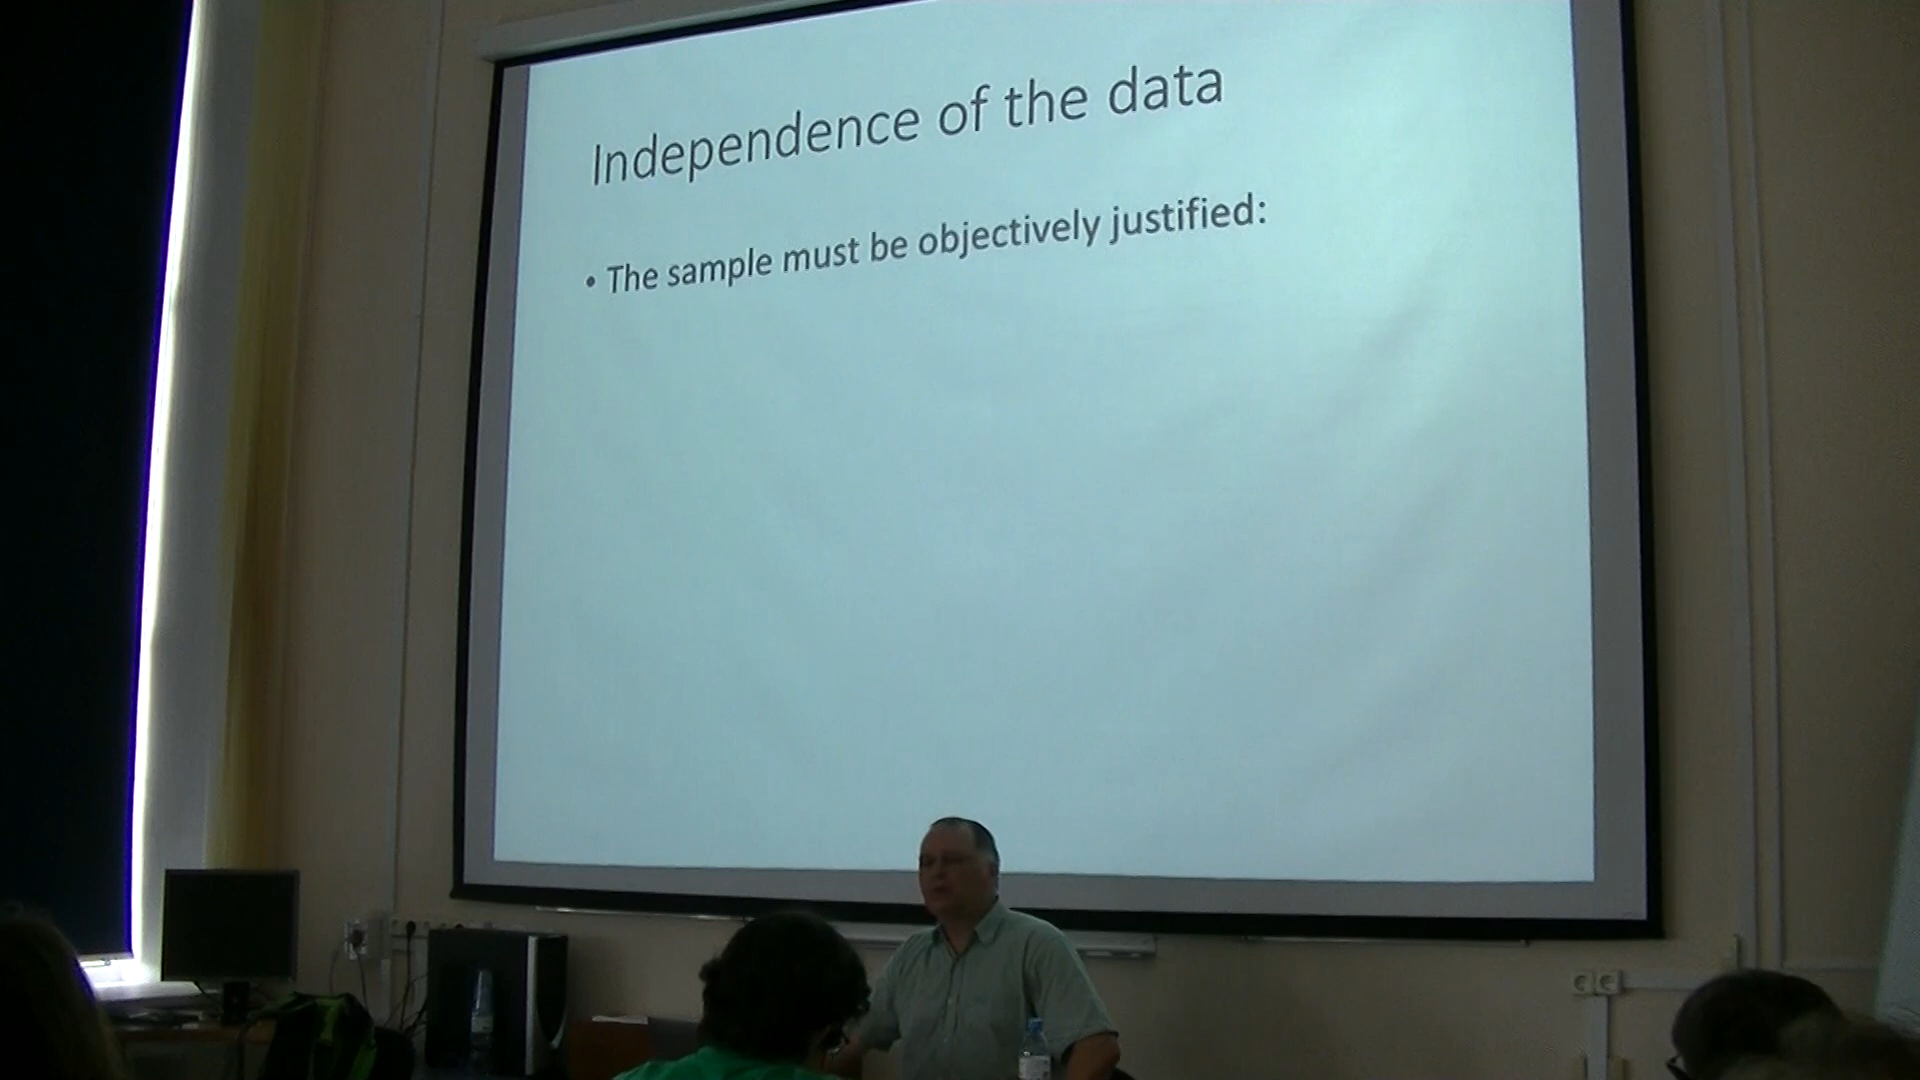 Independence of the data
• The sample must be objectively justified: